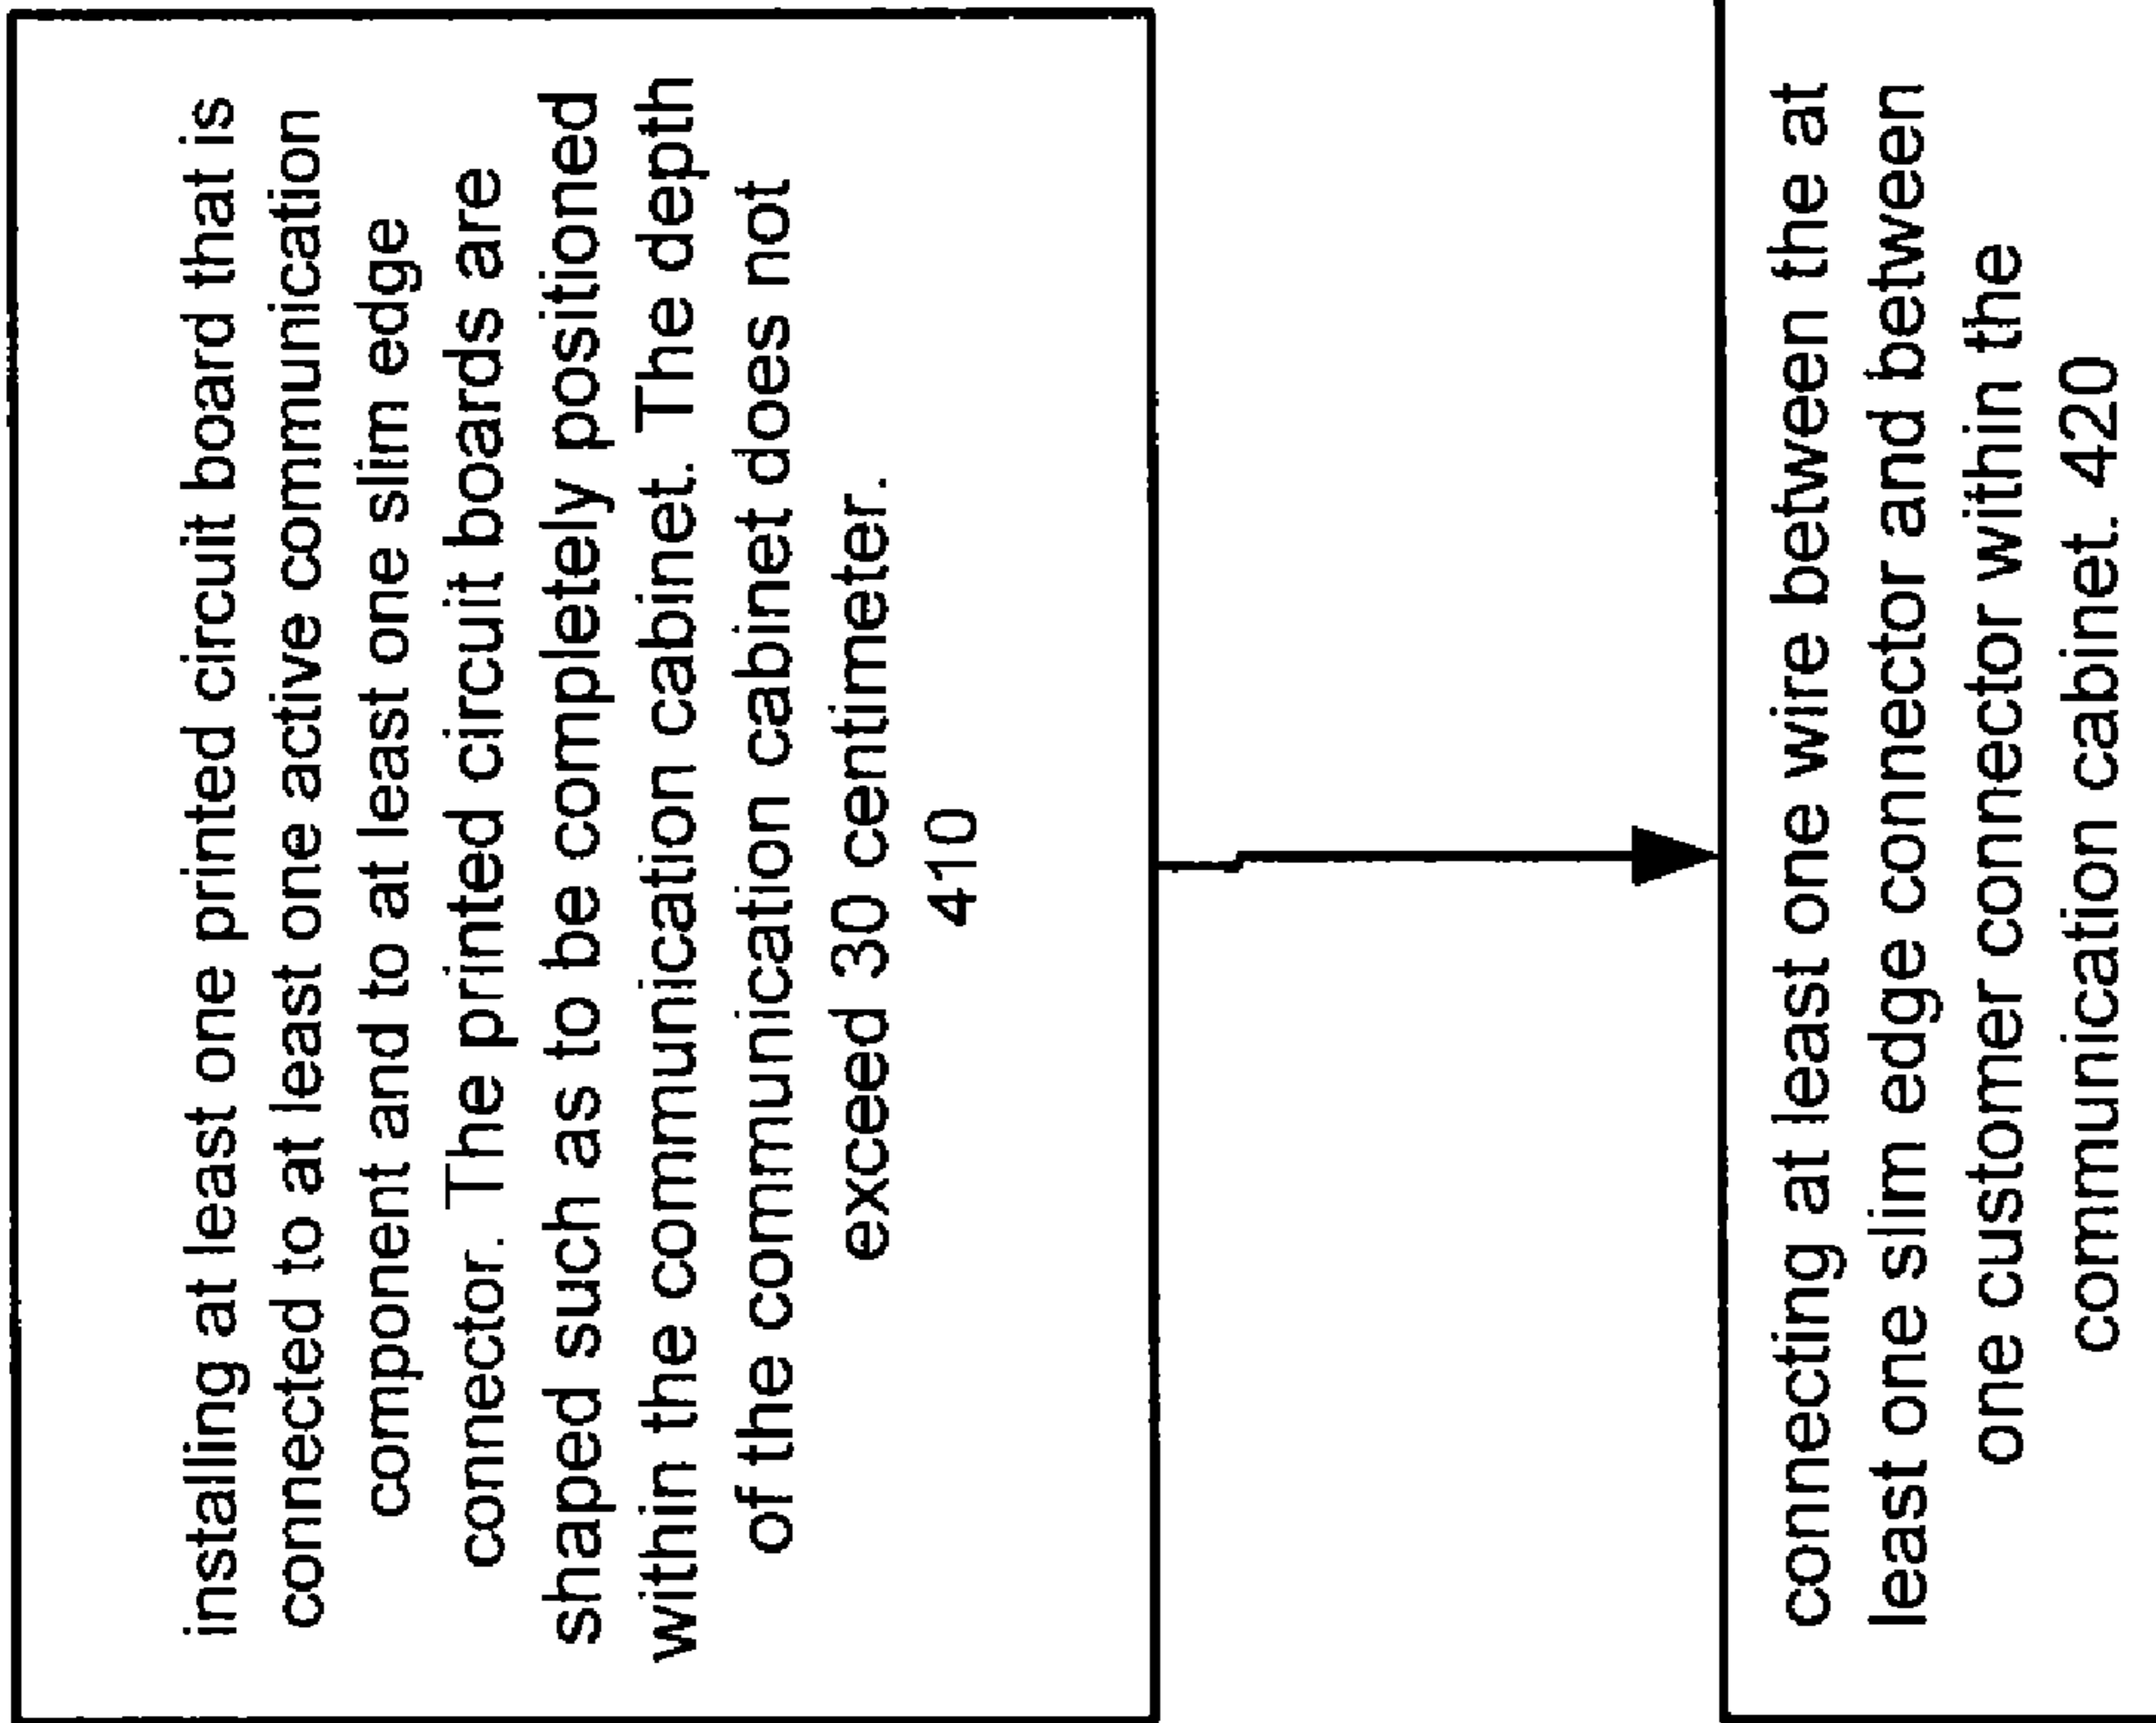 installing at least one printed circuit board that is
connected to at least one active communication
component and to at least one slim edge
connector. The printed circuit boards are
shaped such as to be completely positioned
within the communication cabinet. The depth
of the communication cabinet does not
exceed 30 centimeter.
410
connecting at least one wire between the at
least one slim edge connector and between
one customer connector within the
communication cabinet. 420